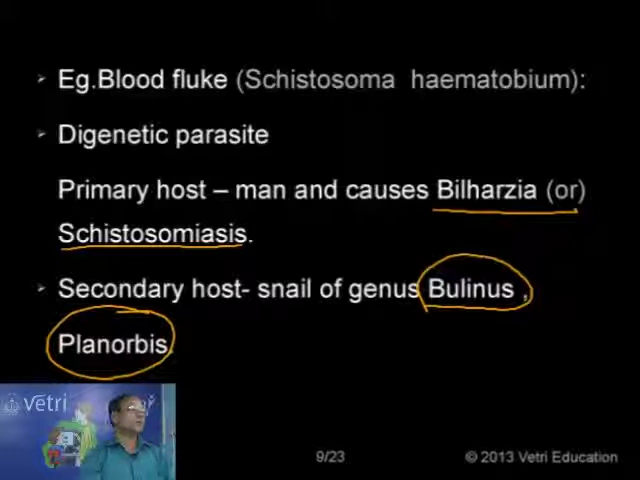 Eg.Blood fluke (Schistosoma haematobium):
Digenetic parasite
Primary host – man and causes Bilharzia (or)
Schistosomiasis.
Secondary host- snail of genus Bulinus ,
Planorbis.
vetri
9/23
© 2013 Vetri Education